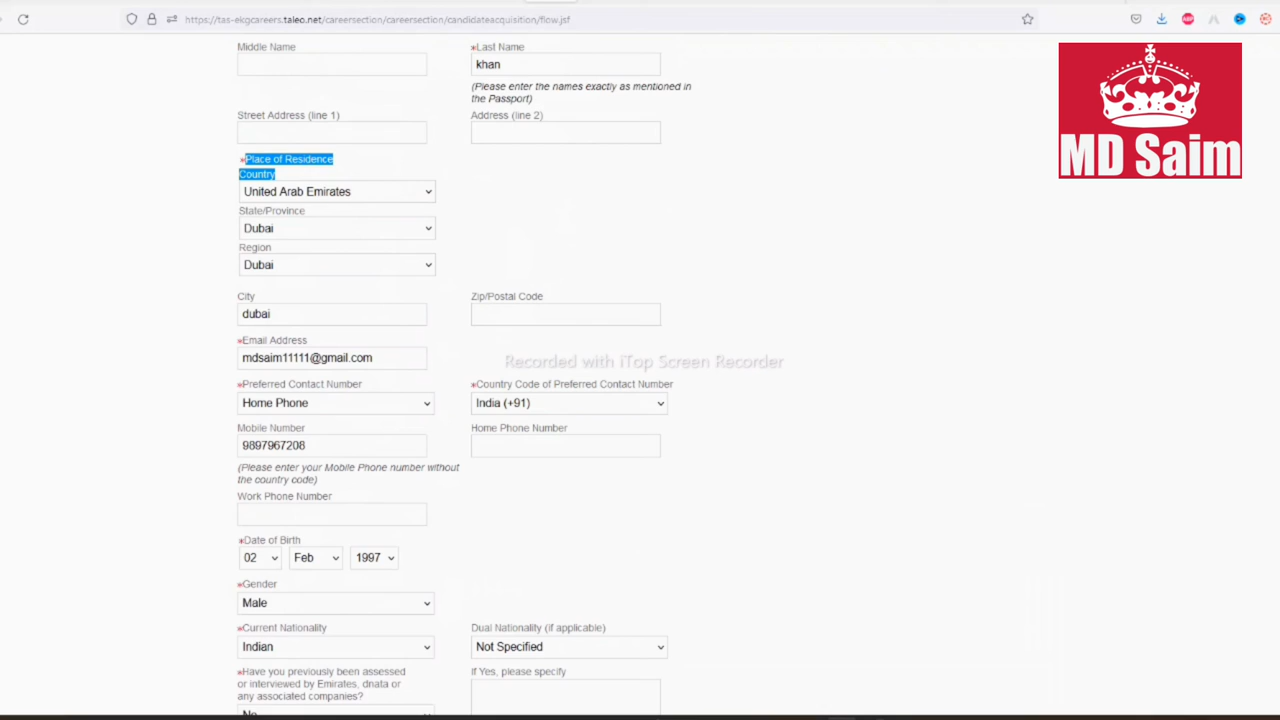 https://tas-ekgcareers.taleo.net/careersection/careersection/candidateacquisition/flow.jsf
MD Saim
Middle Name
*Last Name
khan
(Please enter the names exactly as mentioned in
the Passport)
Street Address (line 1)
Address (line 2)
*Place of Residence
Country
United Arab Emirates
State/Province
Dubai
Region
Dubai
City
Zip/Postal Code
dubai
*Email Address
mdsaim11111@gmail.com
Recorded with iTop Screen Recorder
*Preferred Contact Number
*Country Code of Preferred Contact Number
Home Phone
India (+91)
Mobile Number
Home Phone Number
9897967208
(Please enter your Mobile Phone number without
the country code)
Work Phone Number
*Date of Birth
02 Feb 1997
*Gender
Male
*Current Nationality
Dual Nationality (if applicable)
Indian
Not Specified
*Have you previously been assessed
or interviewed by Emirates, dnata or
any associated companies?
If Yes, please specify
No